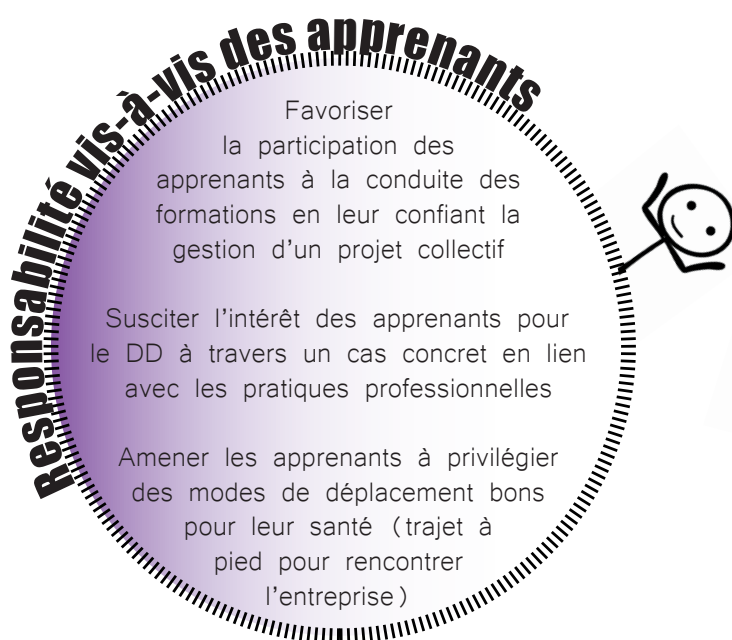 Responsabilité vis-à-vis des apprenants
Favoriser
la participation des
apprenants à la conduite des
formations en leur confiant la
gestion d'un projet collectif
Susciter l'intérêt des apprenants pour
le DD à travers un cas concret en lien
avec les pratiques professionnelles
Amener les apprenants à privilégier
des modes de déplacement bons
pour leur santé (trajet à
pied pour rencontrer
l'entreprise)